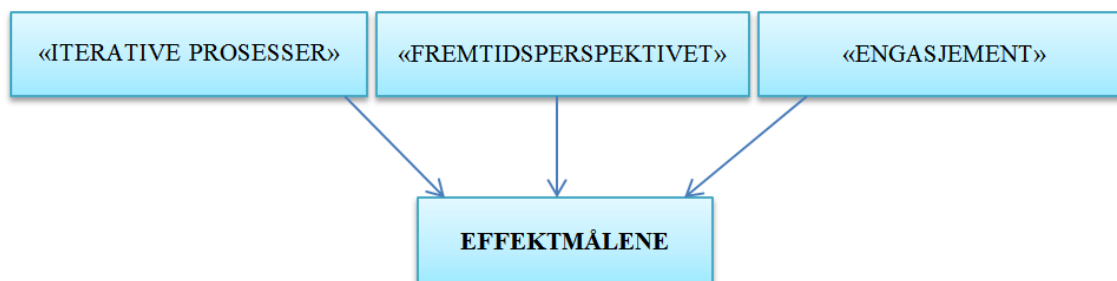 «ITERATIVE PROSESSER»
«FREMTIDSPERSPEKTIVET»
«ENGASJEMENT»
EFFEKTMÅLENE